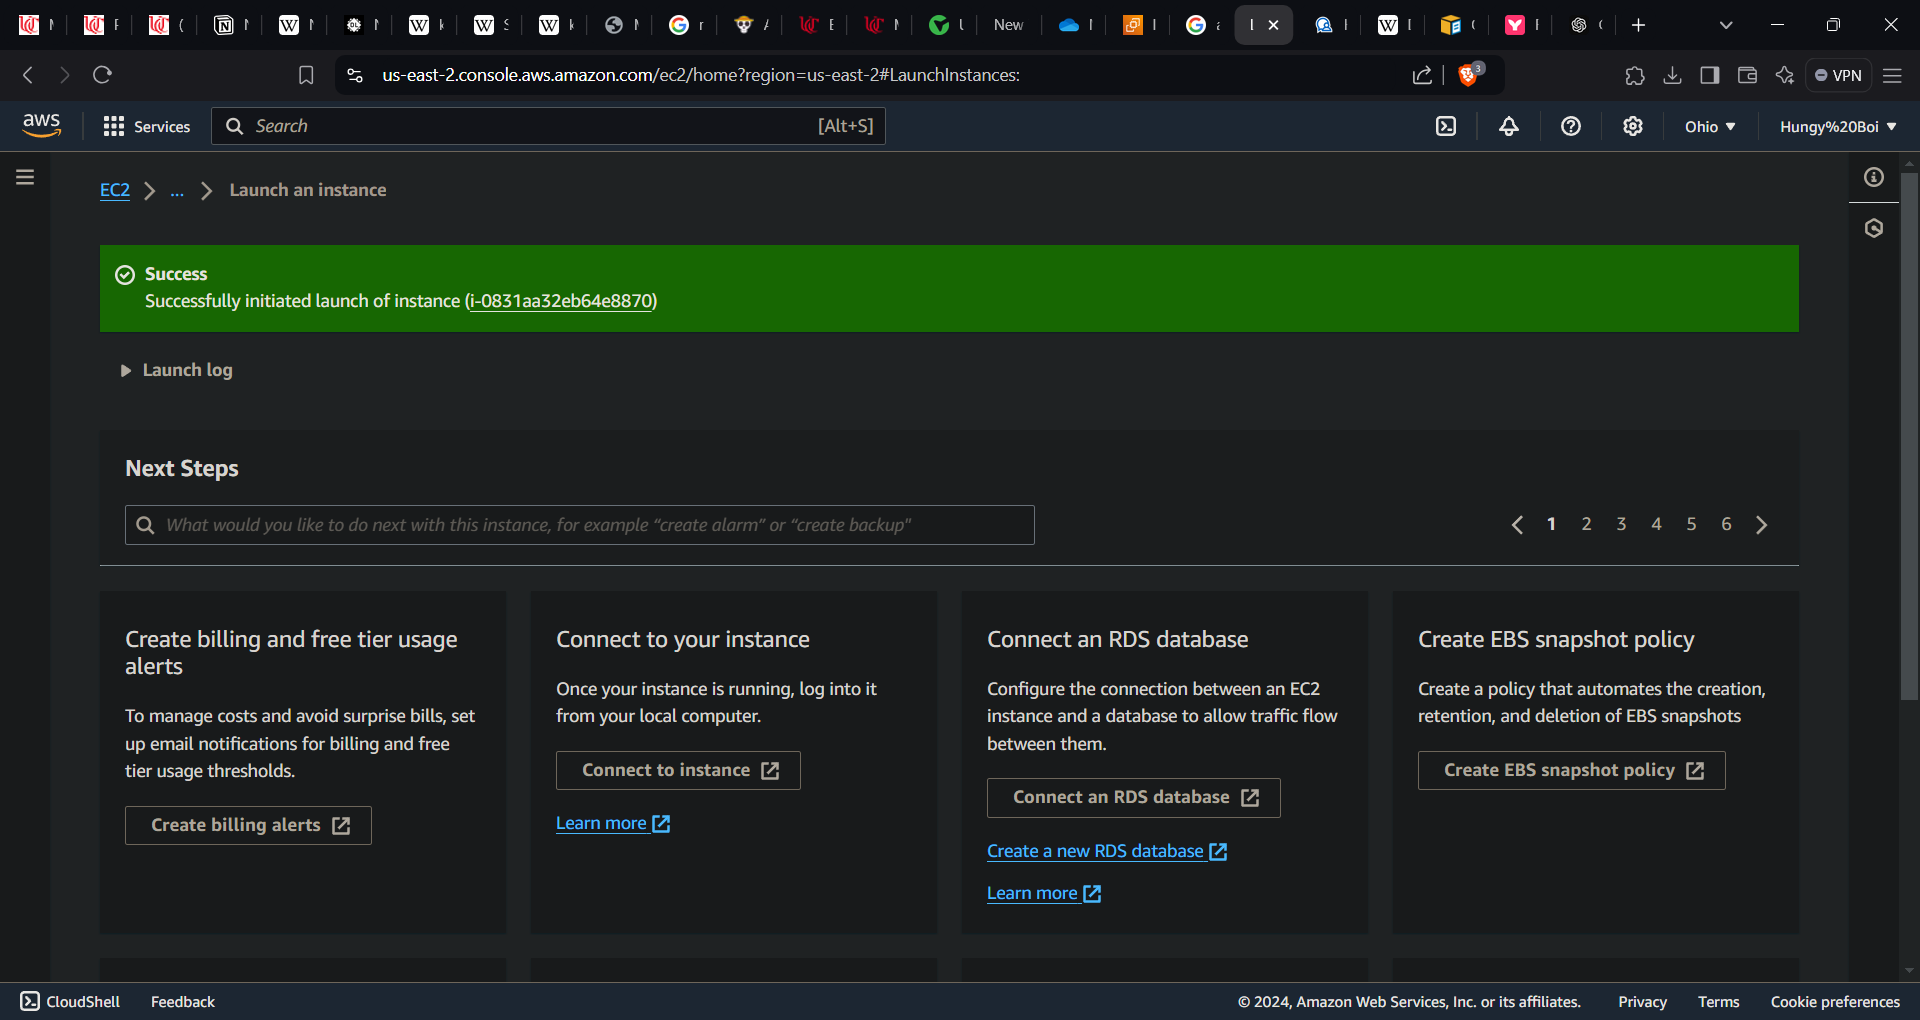 New
us-east-2.console.aws.amazon.com/ec2/home?region=us-east-2#LaunchInstances:
3
VPN
aws
Services
Search
[Alt+S]
Ohio
Hungy%20Boi
EC2
...
Launch an instance
Success
Successfully initiated launch of instance (i-0831aa32eb64e8870)
Launch log
Next Steps
What would you like to do next with this instance, for example “create alarm” or “create backup"
1 2 3 4 5 6
Create billing and free tier usage
alerts
To manage costs and avoid surprise bills, set
up email notifications for billing and free
tier usage thresholds.
Create billing alerts
Connect to your instance
Once your instance is running, log into it
from your local computer.
Connect to instance
Learn more
Connect an RDS database
Configure the connection between an EC2
instance and a database to allow traffic flow
between them.
Connect an RDS database
Create a new RDS database
Learn more
Create EBS snapshot policy
Create a policy that automates the creation,
retention, and deletion of EBS snapshots
Create EBS snapshot policy
CloudShell
Feedback
© 2024, Amazon Web Services, Inc. or its affiliates.
Privacy
Terms
Cookie preferences